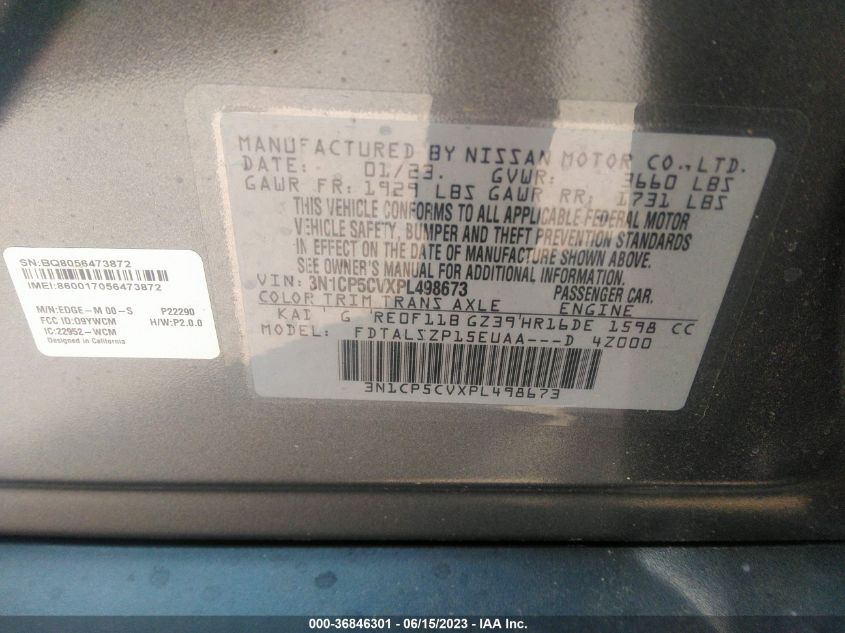 MANUFACTURED BY NISSAN MOTOR CO., LTD.
DATE: 01/23. GVWR: 3660 LBS
GAWR FR: 1929 LBS GAWR RR: 1731 LBS
THIS VEHICLE CONFORMS TO ALL APPLICABLE FEDERAL MOTOR
VEHICLE SAFETY, BUMPER AND THEFT PREVENTION STANDARDS
IN EFFECT ON THE DATE OF MANUFACTURE SHOWN ABOVE.
SEE OWNER'S MANUAL FOR ADDITIONAL INFORMATION.
VIN: 3N1CP5CVXPL498673 PASSENGER CAR.
COLOR TRIM TRANS AXLE ENGINE
KAI G RE0F11B GZ39 HR16DE 1598 CC
MODEL: FDTALSZP15EUAA---D 4Z000
3N1CP5CVXPL498673
SN:BQ8056473872
IMEI:860017056473872
M/N:EDGE-M 00-S P22290
FCC ID:O9YWCM H/W:P2.0.0
IC:22952-WCM
Designed in California
000-36846301 - 06/15/2023 - IAA Inc.